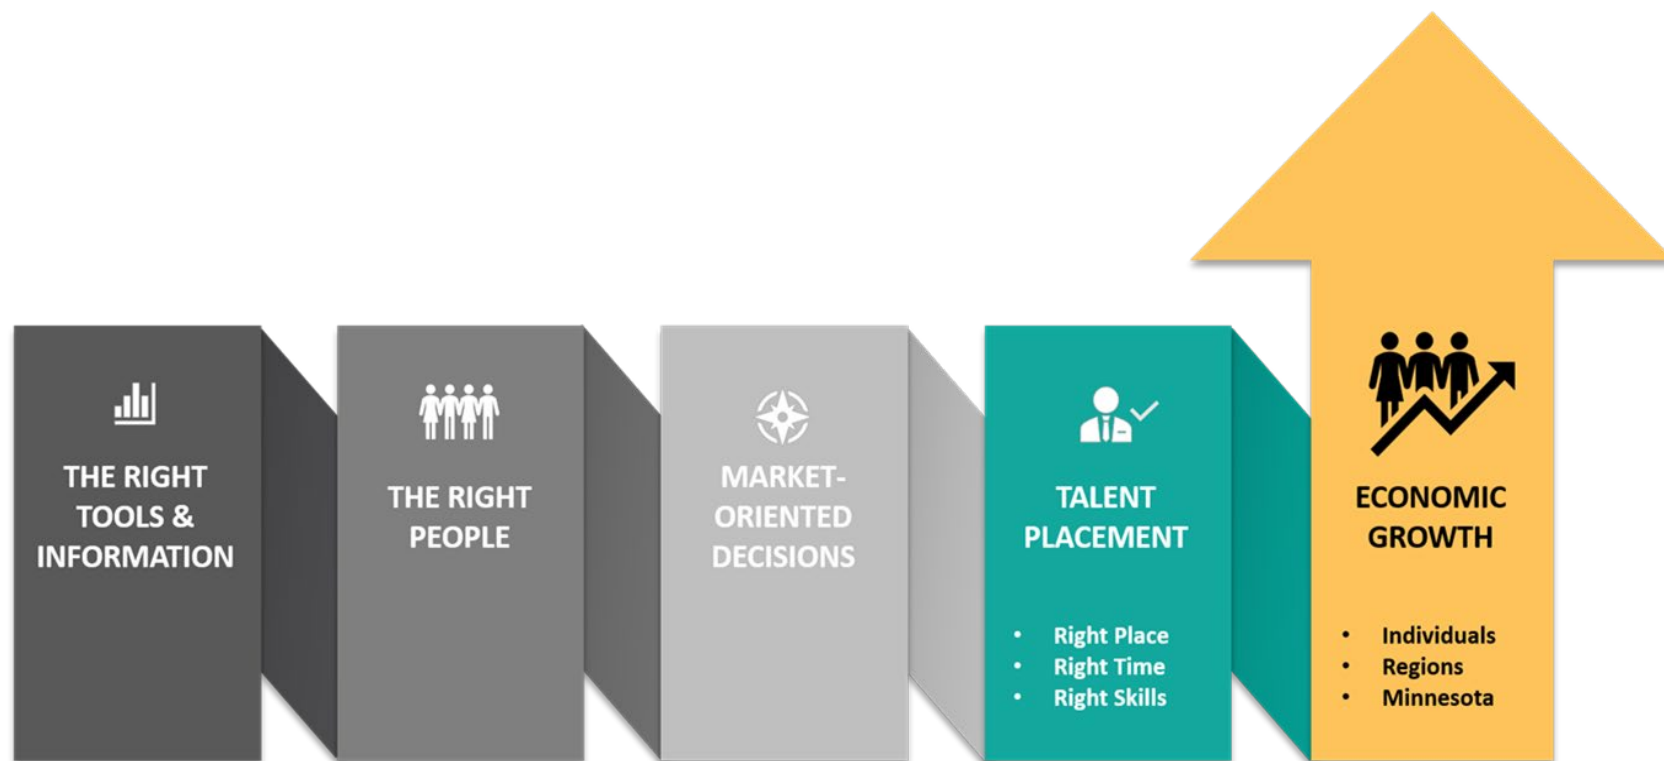 THE RIGHT
TOOLS &
INFORMATION
THE RIGHT
PEOPLE
MARKET-
ORIENTED
DECISIONS
TALENT
PLACEMENT
• Right Place
• Right Time
• Right Skills
ECONOMIC
GROWTH
• Individuals
• Regions
• Minnesota